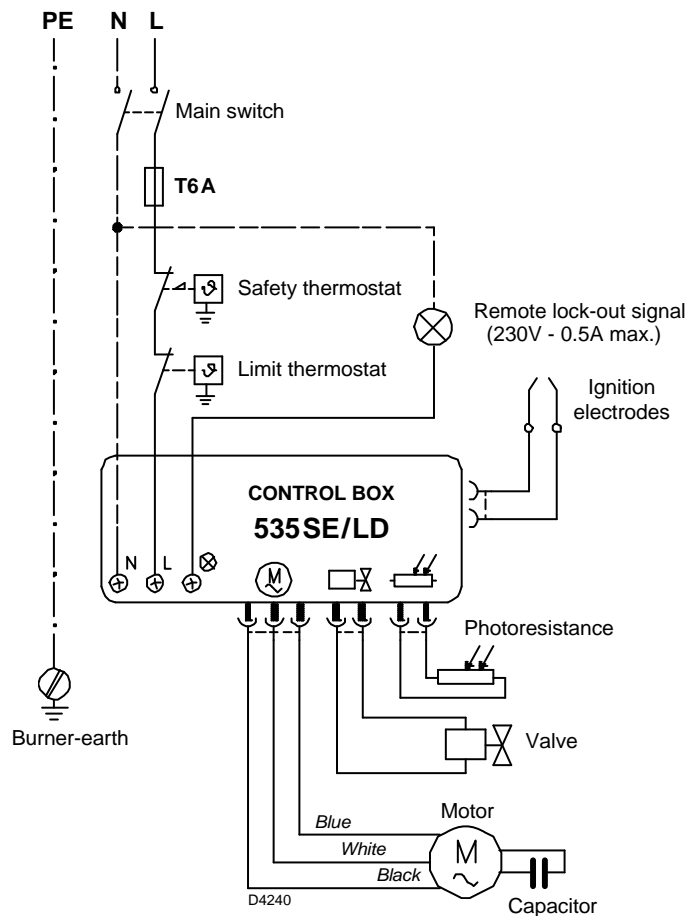 PE N L
Main switch
T6A
Safety thermostat
Remote lock-out signal
(230V - 0.5A max.)
Limit thermostat
Ignition
electrodes
CONTROL BOX
535SE/LD
N L
M
Photoresistance
Burner-earth
Valve
Motor
Blue
White
Black
M
D4240
Capacitor